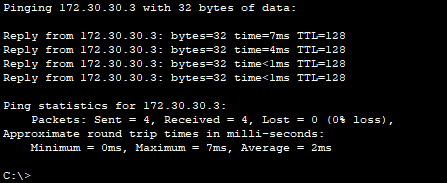 Pinging 172.30.30.3 with 32 bytes of data:
Reply from 172.30.30.3: bytes=32 time=7ms TTL=128
Reply from 172.30.30.3: bytes=32 time=4ms TTL=128
Reply from 172.30.30.3: bytes=32 time<1ms TTL=128
Reply from 172.30.30.3: bytes=32 time<1ms TTL=128
Ping statistics for 172.30.30.3:
Packets: Sent = 4, Received = 4, Lost = 0 (0% loss),
Approximate round trip times in milli-seconds:
Minimum = 0ms, Maximum = 7ms, Average = 2ms
C:\>